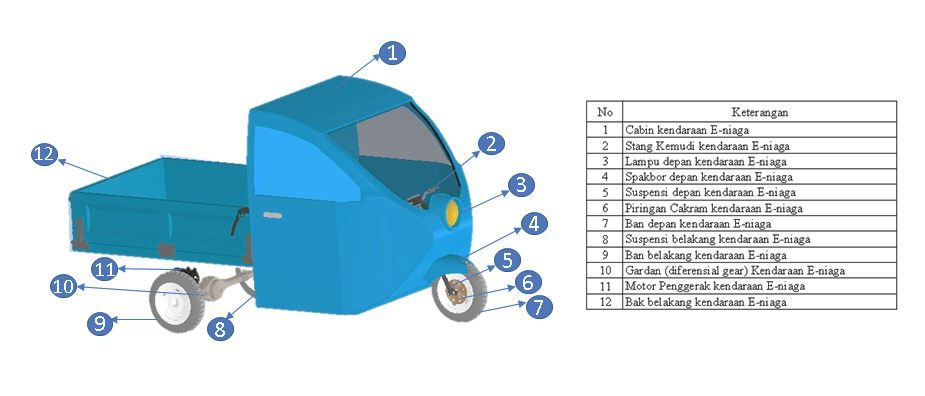 1
2
3
4
5
6
7
8
9
10
11
12
No Keterangan
1 Cabin kendaraan E-niaga
2 Stang Kemudi kendaraan E-niaga
3 Lampu depan kendaraan E-niaga
4 Spakbor depan kendaraan E-niaga
5 Suspensi depan kendaraan E-niaga
6 Piringan Cakram kendaraan E-niaga
7 Ban depan kendaraan E-niaga
8 Suspensi belakang kendaraan E-niaga
9 Ban belakang kendaraan E-niaga
10 Gardan (diferensial gear) Kendaraan E-niaga
11 Motor Penggerak kendaraan E-niaga
12 Bak belakang kendaraan E-niaga